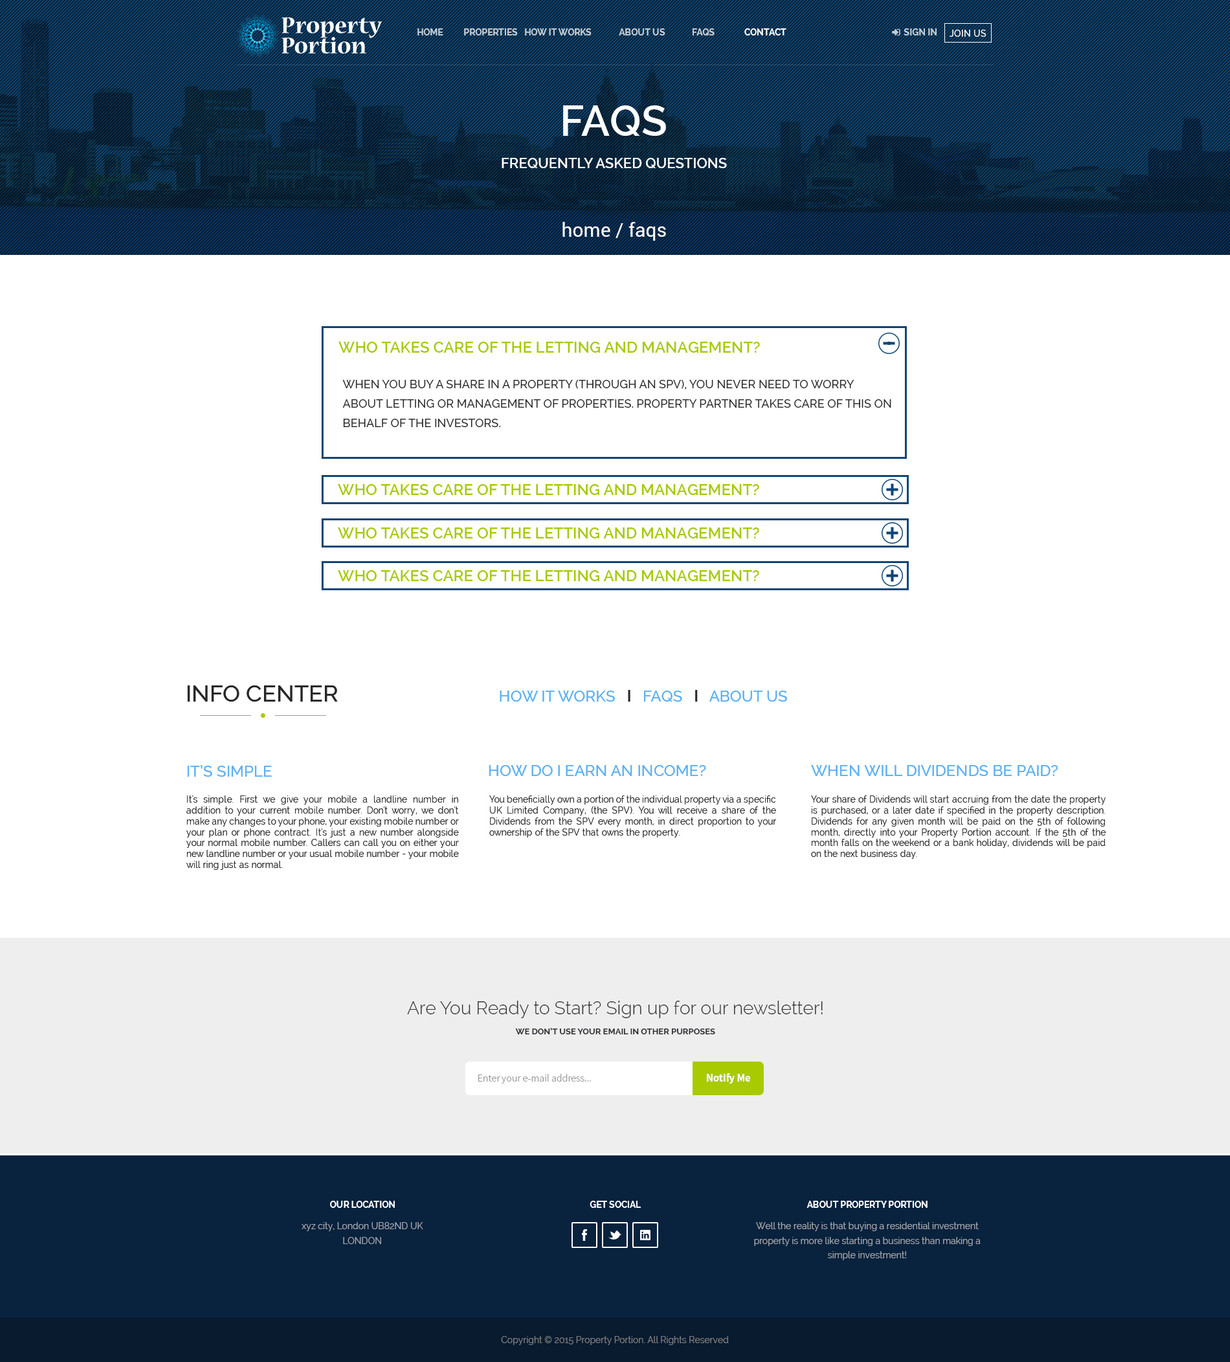 Property
Portion
HOME PROPERTIES HOW IT WORKS ABOUT US FAQS CONTACT SIGN IN JOIN US
FAQS
FREQUENTLY ASKED QUESTIONS
home / faqs
WHO TAKES CARE OF THE LETTING AND MANAGEMENT?
WHEN YOU BUY A SHARE IN A PROPERTY (THROUGH AN SPV), YOU NEVER NEED TO WORRY
ABOUT LETTING OR MANAGEMENT OF PROPERTIES. PROPERTY PARTNER TAKES CARE OF THIS ON
BEHALF OF THE INVESTORS.
WHO TAKES CARE OF THE LETTING AND MANAGEMENT?
WHO TAKES CARE OF THE LETTING AND MANAGEMENT?
WHO TAKES CARE OF THE LETTING AND MANAGEMENT?
INFO CENTER
HOW IT WORKS I FAQS I ABOUT US
IT'S SIMPLE
It's simple. First we give your mobile a landline number in
addition to your current mobile number. Don't worry, we don't
make any changes to your phone, your existing mobile number or
your plan or phone contract. It's just a new number alongside
your normal mobile number. Callers can call you on either your
new landline number or your usual mobile number - your mobile
will ring just as normal.
HOW DO I EARN AN INCOME?
You beneficially own a portion of the individual property via a specific
UK Limited Company, (the SPV). You will receive a share of the
Dividends from the SPV every month, in direct proportion to your
ownership of the SPV that owns the property.
WHEN WILL DIVIDENDS BE PAID?
Your share of Dividends will start accruing from the date the property
is purchased, or a later date if specified in the property description.
Dividends for any given month will be paid on the 5th of following
month, directly into your Property Portion account. If the 5th of the
month falls on the weekend or a bank holiday, dividends will be paid
on the next business day.
Are You Ready to Start? Sign up for our newsletter!
WE DON'T USE YOUR EMAIL IN OTHER PURPOSES
Enter your e-mail address... Notify Me
OUR LOCATION
xyz city, London UB82ND UK
LONDON
GET SOCIAL
ABOUT PROPERTY PORTION
Well the reality is that buying a residential investment
property is more like starting a business than making a
simple investment!
Copyright © 2015 Property Portion. All Rights Reserved